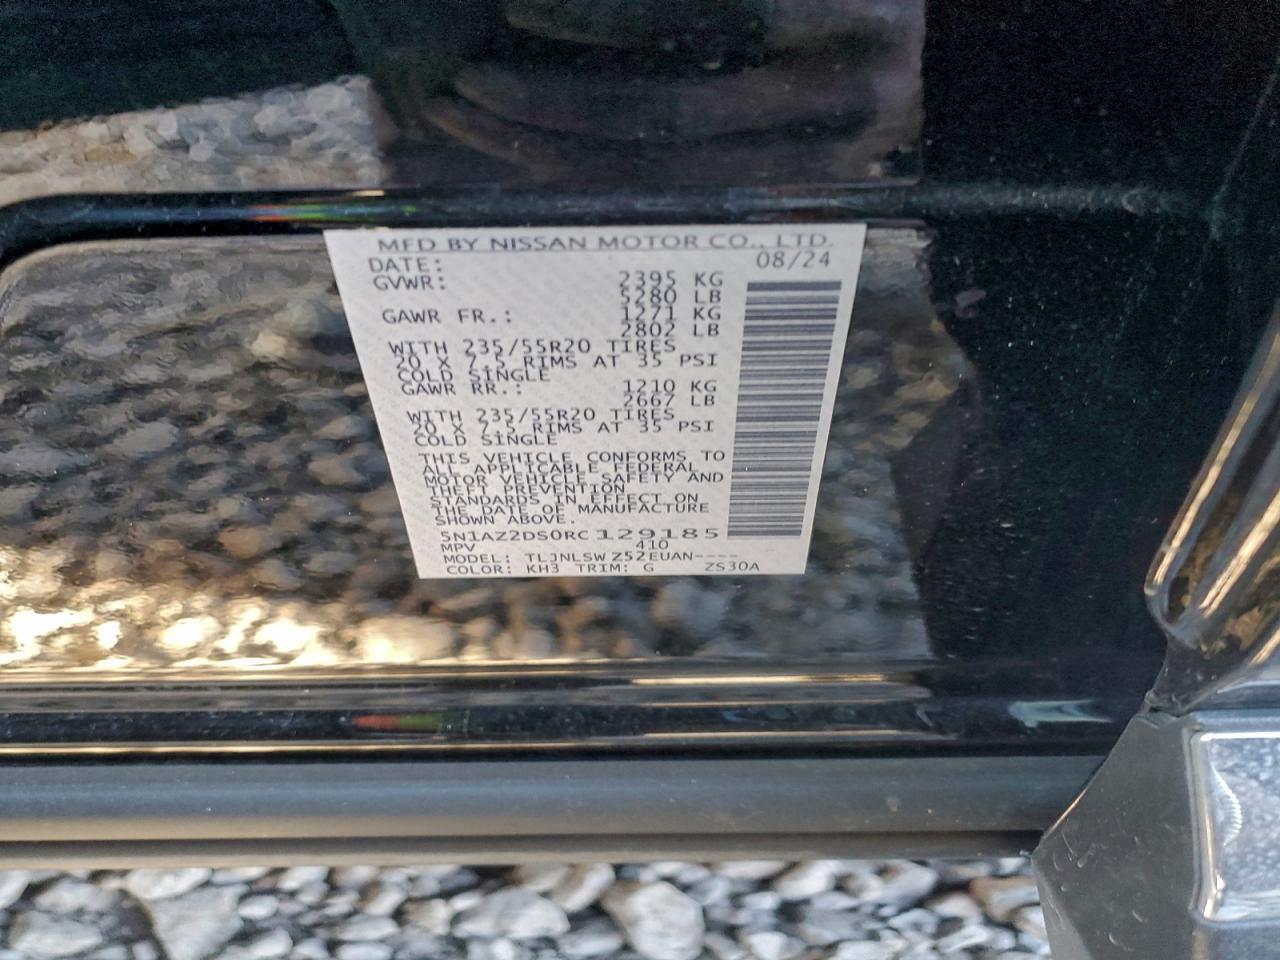 MFD BY NISSAN MOTOR CO., LTD.
DATE: 08/24
GVWR: 2395 KG
5280 LB
GAWR FR.: 1271 KG
2802 LB
WITH 235/55R20 TIRES
20 X 7.5 RIMS AT 35 PSI
COLD SINGLE
GAWR RR.: 1210 KG
2667 LB
WITH 235/55R20 TIRES
20 X 7.5 RIMS AT 35 PSI
COLD SINGLE
THIS VEHICLE CONFORMS TO
ALL APPLICABLE FEDERAL
MOTOR VEHICLE SAFETY AND
THEFT PREVENTION
STANDARDS IN EFFECT ON
THE DATE OF MANUFACTURE
SHOWN ABOVE.
5N1AZ2DS0RC129185
MPV 410
MODEL: TLJNLSWZ52EUAN----
COLOR: KH3 TRIM: G ZS30A